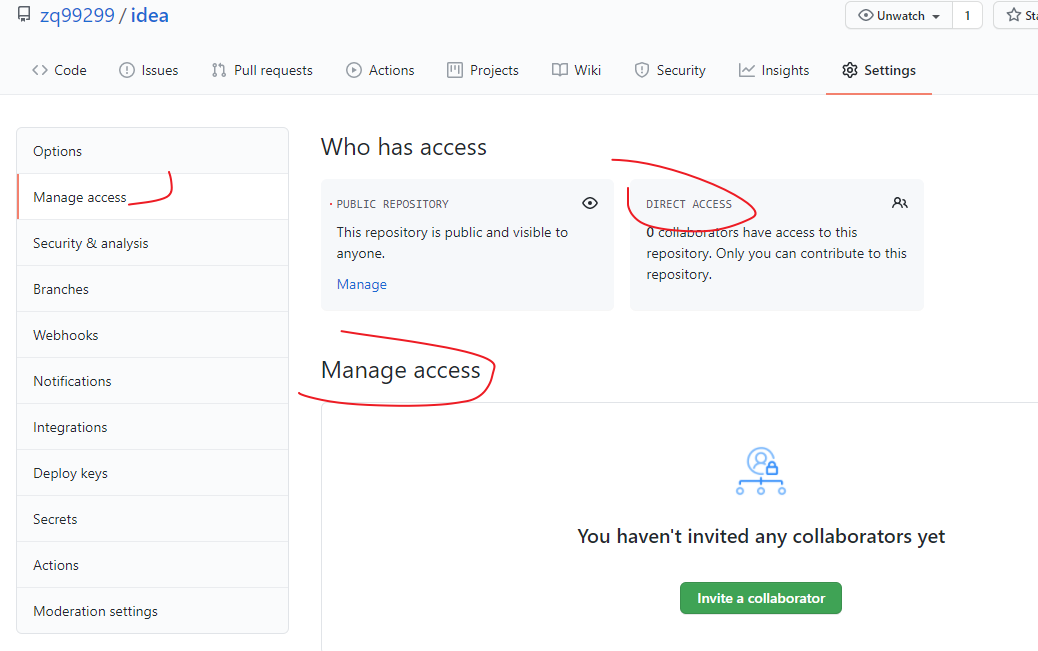 zq99299 / idea
Unwatch 1
Code Issues Pull requests Actions Projects Wiki Security Insights Settings
Options
Manage access
Security & analysis
Branches
Webhooks
Notifications
Integrations
Deploy keys
Secrets
Actions
Moderation settings
Who has access
PUBLIC REPOSITORY
This repository is public and visible to
anyone.
Manage
DIRECT ACCESS
0 collaborators have access to this
repository. Only you can contribute to this
repository.
Manage access
You haven't invited any collaborators yet
Invite a collaborator